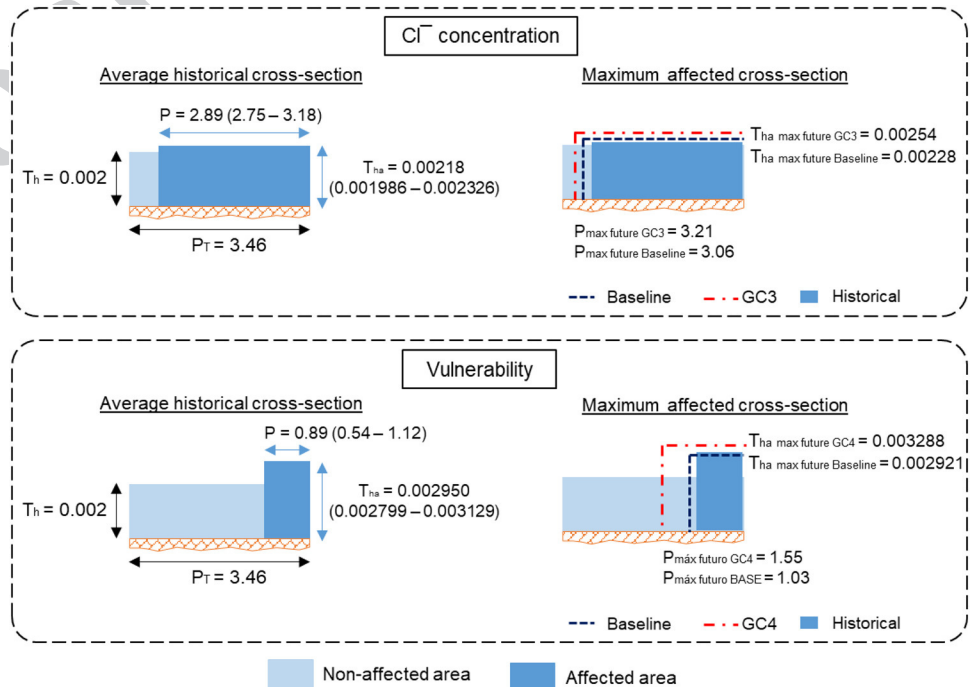 Cl⁻ concentration
Average historical cross-section
Maximum affected cross-section
P = 2.89 (2.75 – 3.18)
Th = 0.002
Tha = 0.00218
(0.001986 – 0.002326)
PT = 3.46
Tha max future GC3 = 0.00254
Tha max future Baseline = 0.00228
Pmax future GC3 = 3.21
Pmax future Baseline = 3.06
Baseline
GC3
Historical
Vulnerability
Average historical cross-section
Maximum affected cross-section
P = 0.89 (0.54 – 1.12)
Th = 0.002
Tha = 0.002950
(0.002799 – 0.003129)
PT = 3.46
Tha max future GC4 = 0.003288
Tha max future Baseline = 0.002921
Pmáx futuro GC4 = 1.55
Pmáx futuro BASE = 1.03
Baseline
GC4
Historical
Non-affected area
Affected area